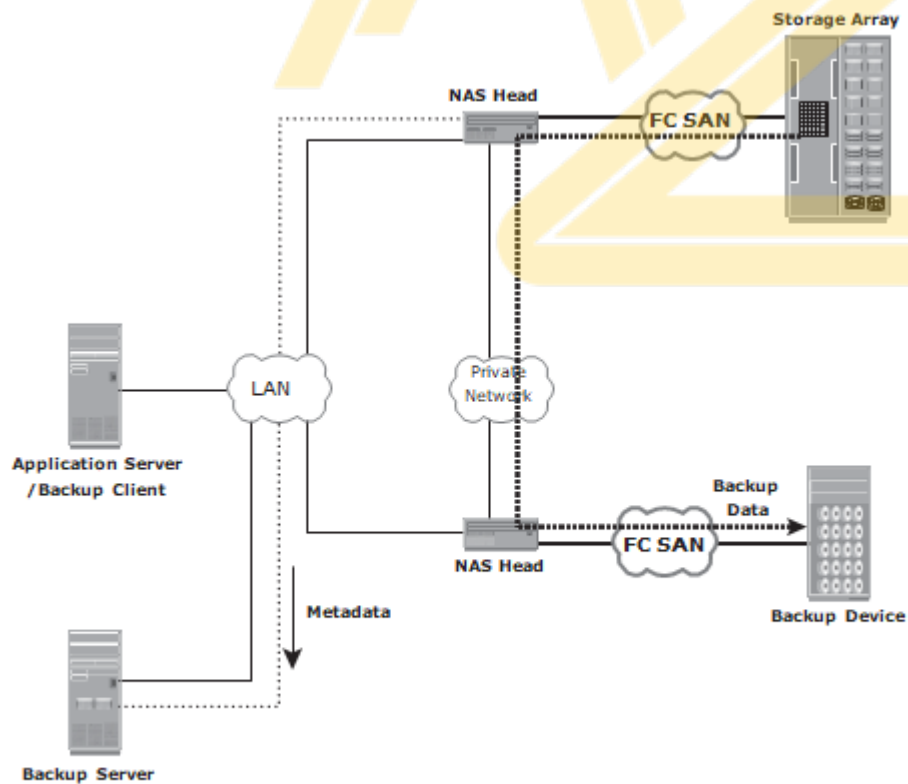 Storage Array
NAS Head
FC SAN
LAN
Private
Network
Application Server
/Backup Client
Backup
Data
FC SAN
NAS Head
Metadata
Backup Device
Backup Server